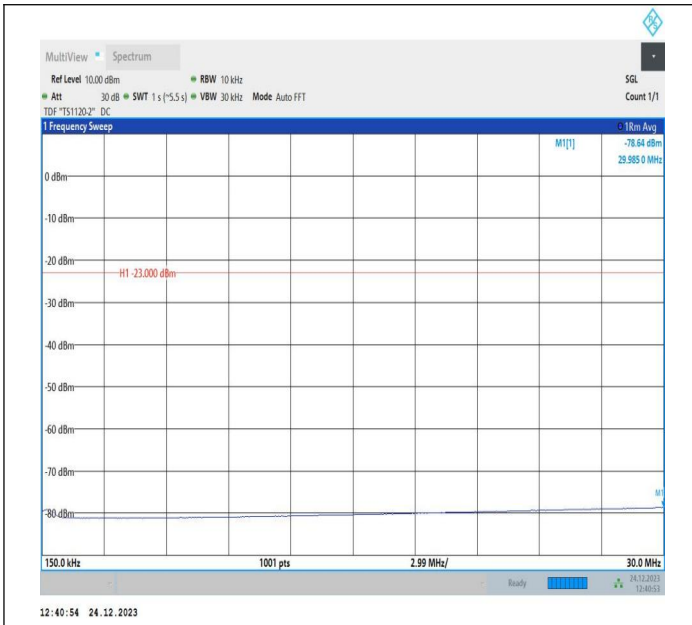 R&S
MultiView Spectrum
Ref Level 10.00 dBm RBW 10 kHz SGL
Att 30 dB SWT 1 s (~5.5 s) VBW 30 kHz Mode Auto FFT Count 1/1
TDF "TS1120-2" DC
1 Frequency Sweep 1Rm Avg
M1[1] -78.64 dBm
29.985 0 MHz
0 dBm
-10 dBm
-20 dBm
H1 -23.000 dBm
-30 dBm
-40 dBm
-50 dBm
-60 dBm
-70 dBm
M1
-80 dBm
150.0 kHz 1001 pts 2.99 MHz/ 30.0 MHz
Ready 24.12.2023
12:40:53
12:40:54 24.12.2023